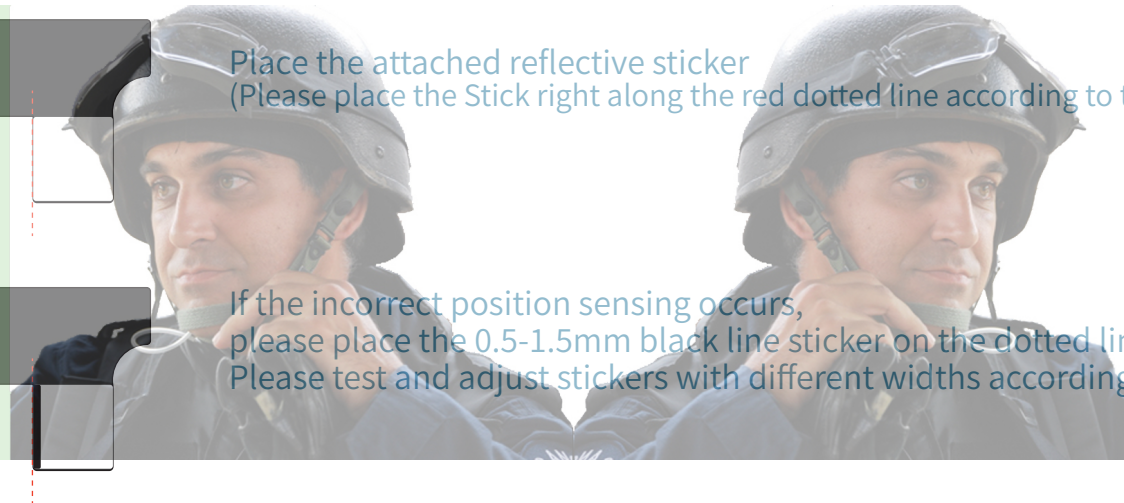 Place the attached reflective sticker
(Please place the Stick right along the red dotted line according to
If the incorrect position sensing occurs,
please place the 0.5-1.5mm black line sticker on the dotted
Please test and adjust stickers with different widths according